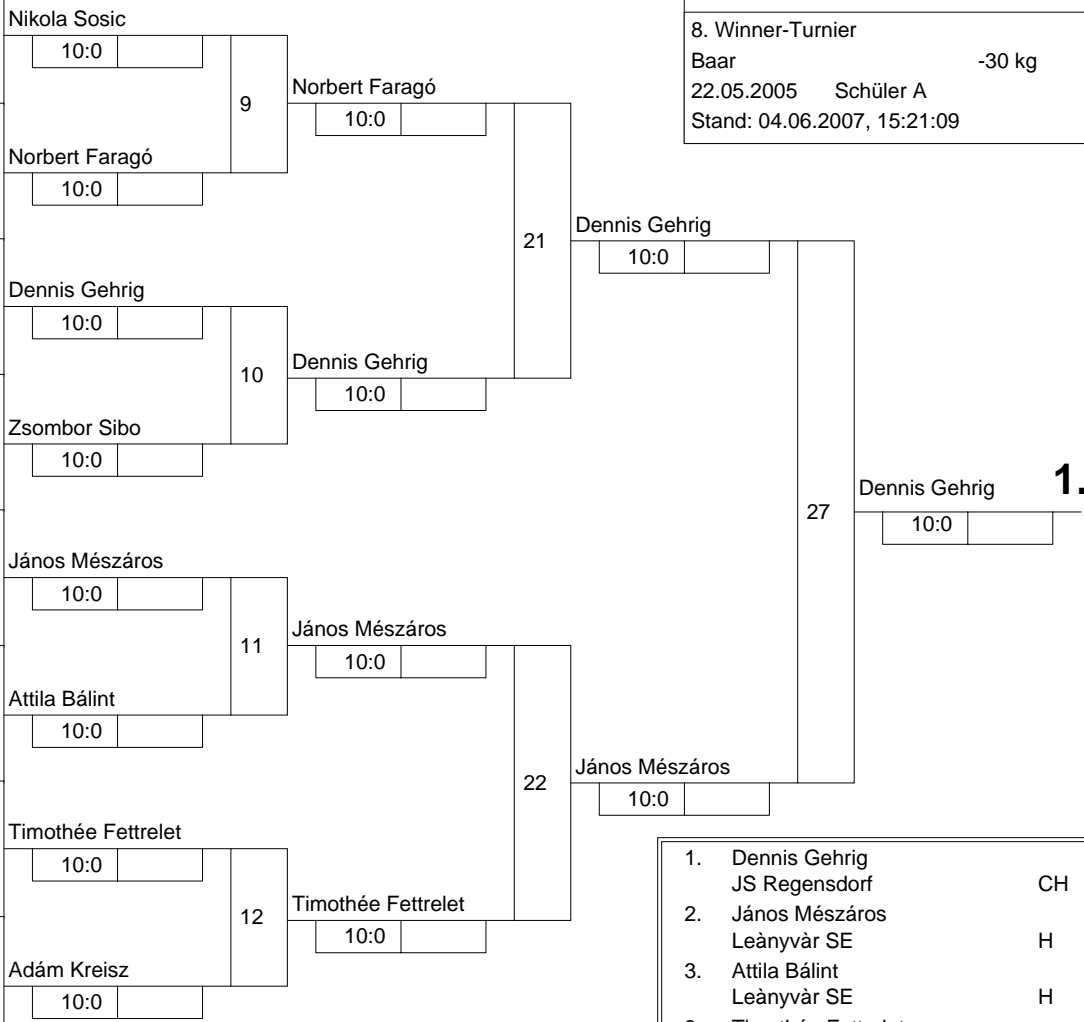 8. Winner-Turnier
Baar -30 kg
22.05.2005 Schüler A
Stand: 04.06.2007, 15:21:09
Nikola Sosic
10:0
9
Norbert Faragó
10:0
Norbert Faragó
10:0
21
Dennis Gehrig
10:0
Dennis Gehrig
10:0
10
Dennis Gehrig
10:0
Zsombor Sibo
10:0
27
Dennis Gehrig 1.
10:0
János Mészáros
10:0
11
János Mészáros
10:0
Attila Bálint
10:0
22
János Mészáros
10:0
Timothée Fettrelet
10:0
12
Timothée Fettrelet
10:0
Adám Kreisz
10:0
1. Dennis Gehrig
JS Regensdorf CH
2. János Mészáros
Leànyvàr SE H
3. Attila Bálint
Leànyvàr SE H